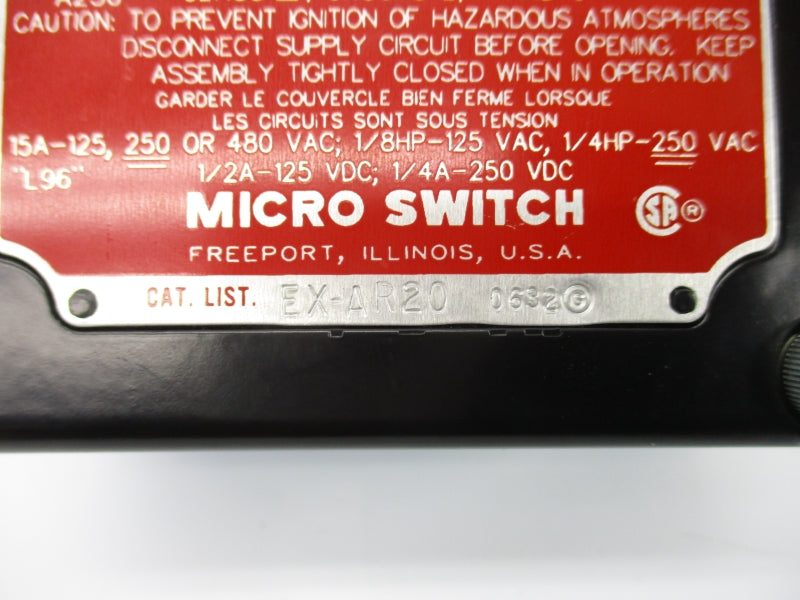 CAUTION: TO PREVENT IGNITION OF HAZARDOUS ATMOSPHERES
DISCONNECT SUPPLY CIRCUIT BEFORE OPENING. KEEP
ASSEMBLY TIGHTLY CLOSED WHEN IN OPERATION
GARDER LE COUVERCLE BIEN FERME LORSQUE
LES CIRCUITS SONT SOUS TENSION
15A-125, 250 OR 480 VAC; 1/8HP-125 VAC, 1/4HP-250 VAC
"L96" 1/2A-125 VDC; 1/4A-250 VDC
MICRO SWITCH SA ®
FREEPORT, ILLINOIS, U.S.A.
CAT. LIST. EX-AR20 0632 G